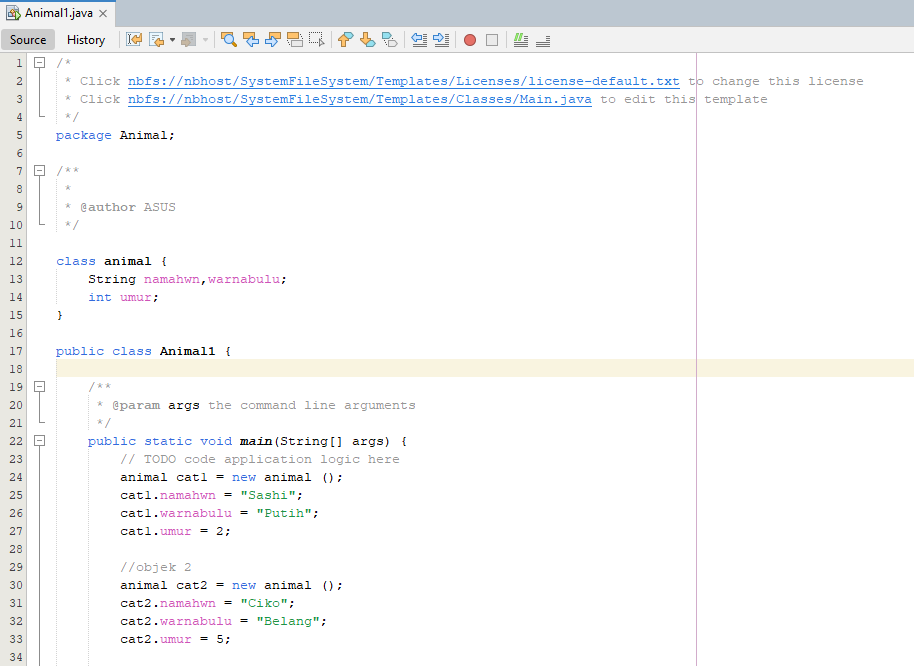 Animal1.java
Source History
1 /*
2 * Click nbfs://nbhost/SystemFileSystem/Templates/Licenses/license-default.txt to change this license
3 * Click nbfs://nbhost/SystemFileSystem/Templates/Classes/Main.java to edit this template
4 */
5 package Animal;
6
7 /**
8 *
9 * @author ASUS
10 */
11
12 class animal {
13 String namahwn,warnabulu;
14 int umur;
15 }
16
17 public class Animal1 {
18
19 /**
20 * @param args the command line arguments
21 */
22 public static void main(String[] args) {
23 // TODO code application logic here
24 animal cat1 = new animal ();
25 cat1.namahwn = "Sashi";
26 cat1.warnabulu = "Putih";
27 cat1.umur = 2;
28
29 //objek 2
30 animal cat2 = new animal ();
31 cat2.namahwn = "Ciko";
32 cat2.warnabulu = "Belang";
33 cat2.umur = 5;
34